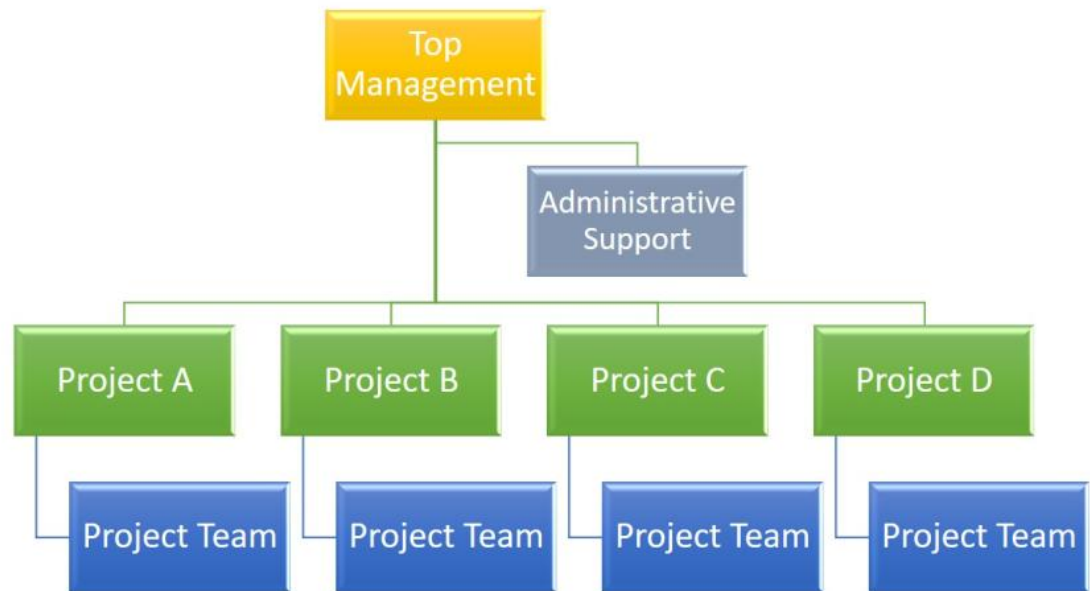 Top
Management
Administrative
Support
Project A
Project B
Project C
Project D
Project Team
Project Team
Project Team
Project Team